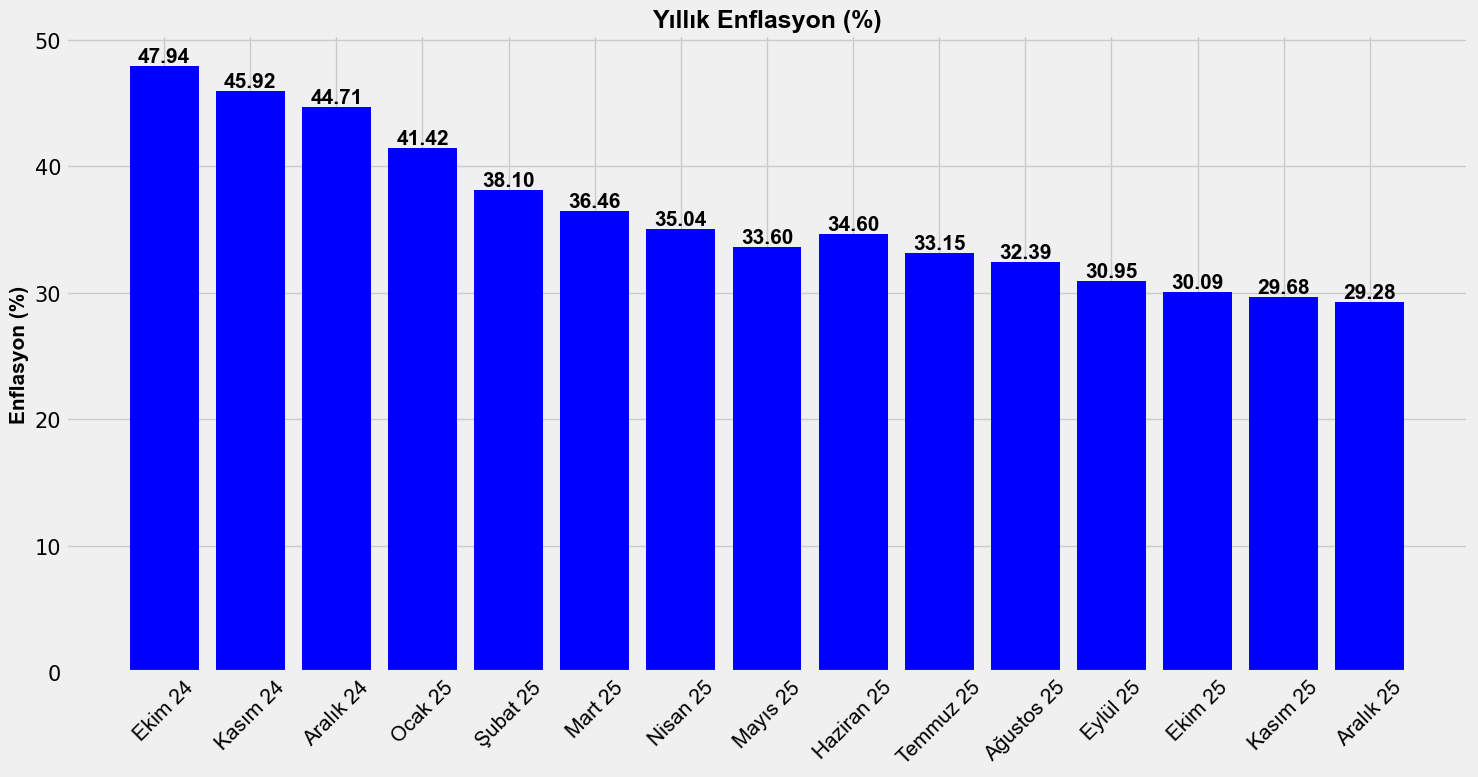 Yıllık Enflasyon (%)
Enflasyon (%)
50
40
30
20
10
0
47.94
45.92
44.71
41.42
38.10
36.46
35.04
33.60
34.60
33.15
32.39
30.95
30.09
29.68
29.28
Ekim 24
Kasım 24
Aralık 24
Ocak 25
Şubat 25
Mart 25
Nisan 25
Mayıs 25
Haziran 25
Temmuz 25
Ağustos 25
Eylül 25
Ekim 25
Kasım 25
Aralık 25